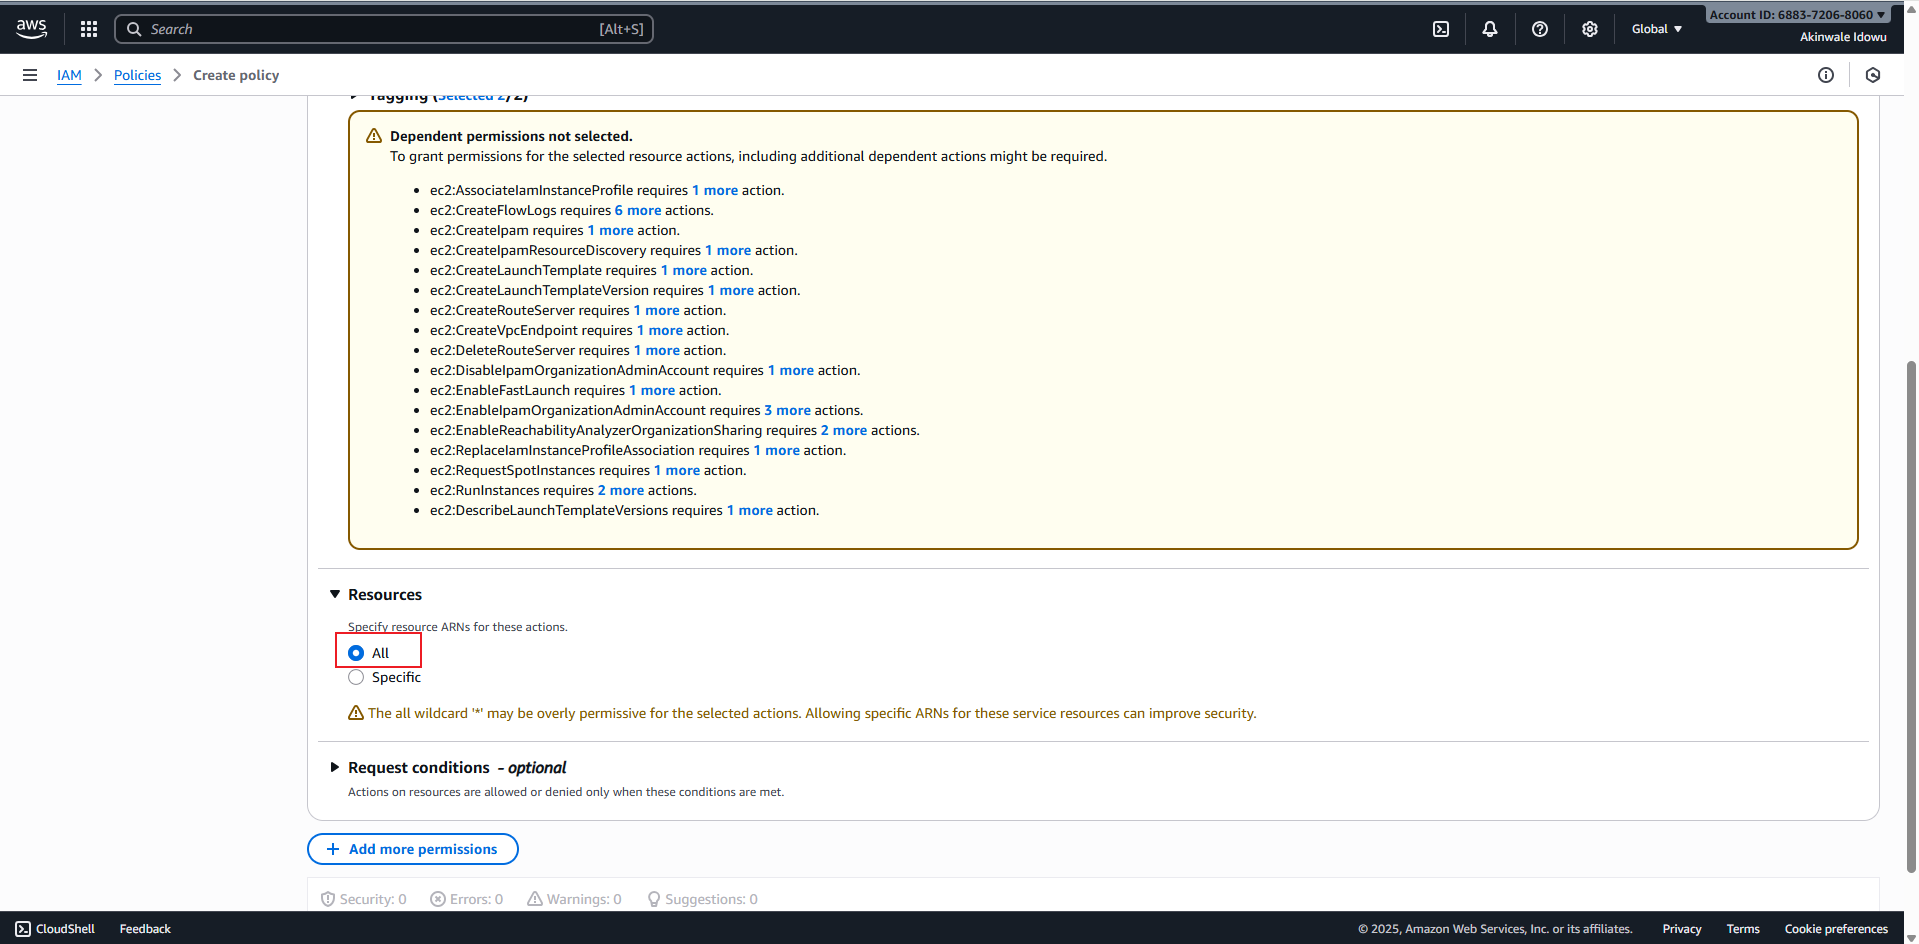 aws
Search [Alt+S]
Global
Account ID: 6883-7206-8060
Akinwale Idowu
IAM > Policies > Create policy
Tagging (Selected 2/2)
Dependent permissions not selected.
To grant permissions for the selected resource actions, including additional dependent actions might be required.
ec2:AssociateIamInstanceProfile requires 1 more action.
ec2:CreateFlowLogs requires 6 more actions.
ec2:CreateIpam requires 1 more action.
ec2:CreateIpamResourceDiscovery requires 1 more action.
ec2:CreateLaunchTemplate requires 1 more action.
ec2:CreateLaunchTemplateVersion requires 1 more action.
ec2:CreateRouteServer requires 1 more action.
ec2:CreateVpcEndpoint requires 1 more action.
ec2:DeleteRouteServer requires 1 more action.
ec2:DisableIpamOrganizationAdminAccount requires 1 more action.
ec2:EnableFastLaunch requires 1 more action.
ec2:EnableIpamOrganizationAdminAccount requires 3 more actions.
ec2:EnableReachabilityAnalyzerOrganizationSharing requires 2 more actions.
ec2:ReplaceIamInstanceProfileAssociation requires 1 more action.
ec2:RequestSpotInstances requires 1 more action.
ec2:RunInstances requires 2 more actions.
ec2:DescribeLaunchTemplateVersions requires 1 more action.
Resources
Specify resource ARNs for these actions.
All
Specific
The all wildcard '*' may be overly permissive for the selected actions. Allowing specific ARNs for these service resources can improve security.
Request conditions - optional
Actions on resources are allowed or denied only when these conditions are met.
+ Add more permissions
Security: 0 Errors: 0 Warnings: 0 Suggestions: 0
CloudShell Feedback © 2025, Amazon Web Services, Inc. or its affiliates. Privacy Terms Cookie preferences